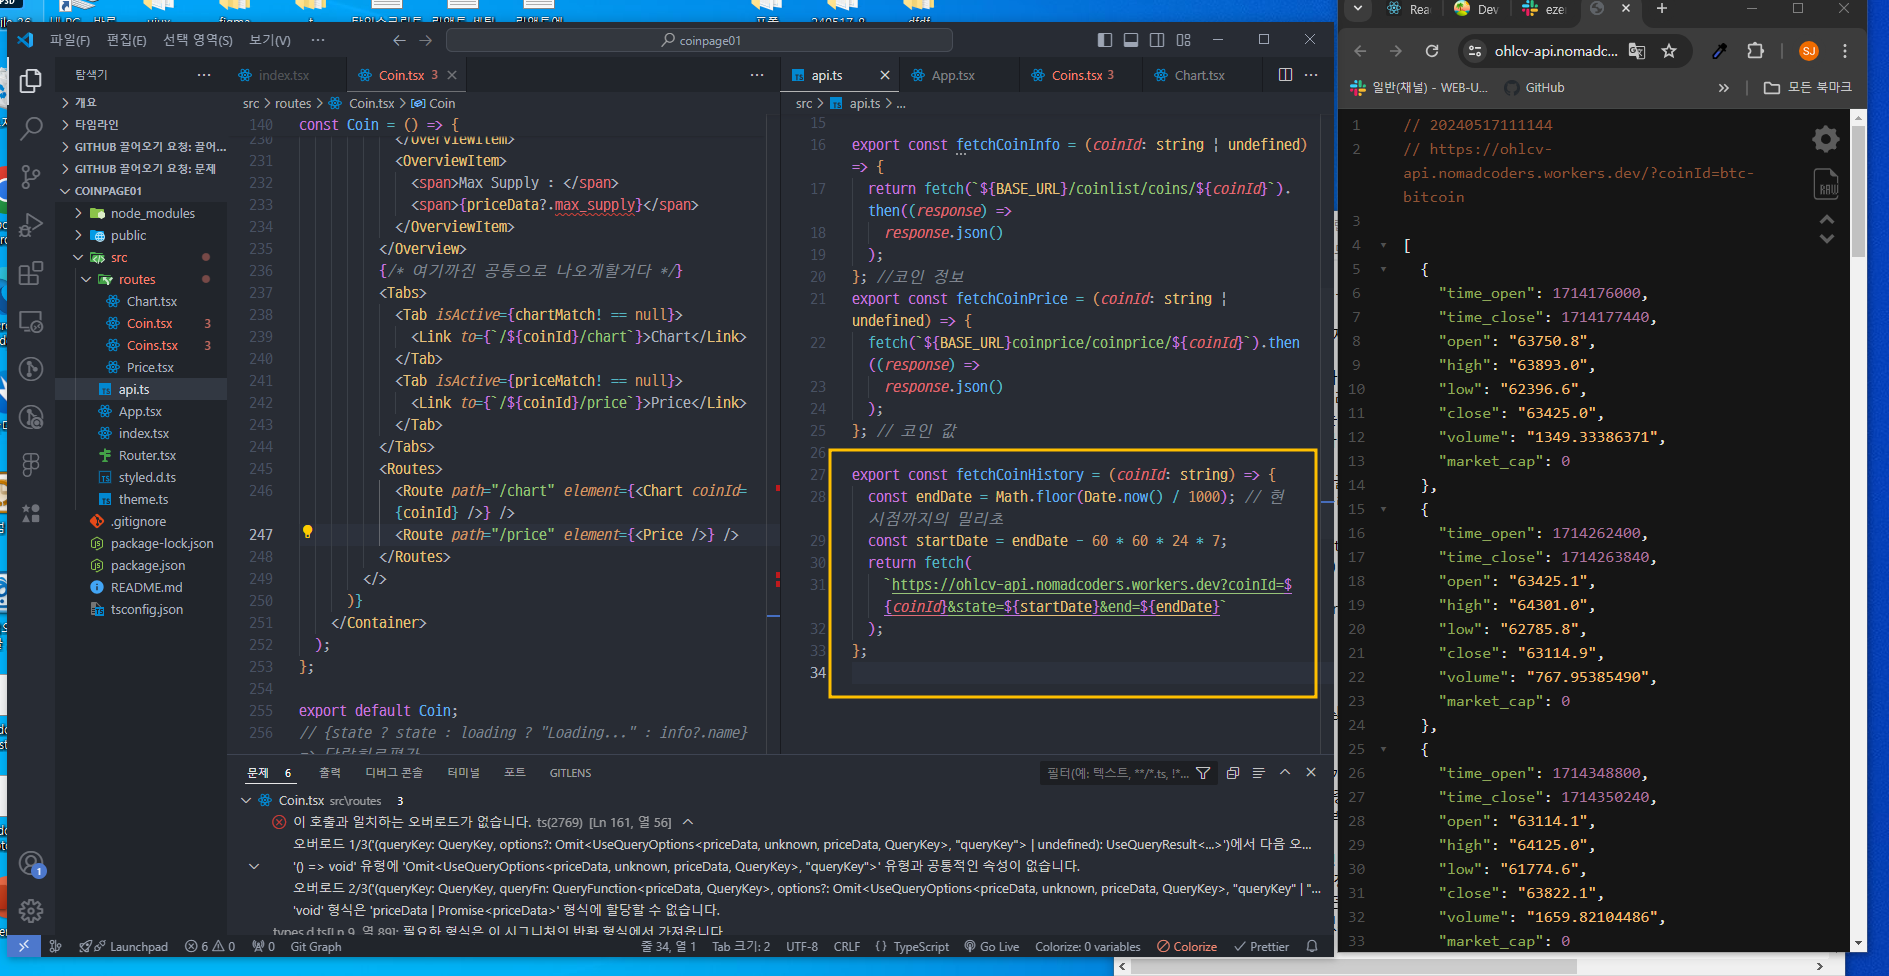 파일(F) 편집(E) 선택 영역(S) 보기(V) ···
coinpage01
탐색기 ···
개요
타임라인
GITHUB 끌어오기 요청: 끌어...
GITHUB 끌어오기 요청: 문제
COINPAGE01
node_modules
public
src
routes
Chart.tsx
Coin.tsx 3
Coins.tsx 3
Price.tsx
api.ts
App.tsx
index.tsx
Router.tsx
styled.d.ts
theme.ts
.gitignore
package-lock.json
package.json
README.md
tsconfig.json
index.tsx Coin.tsx 3
src > routes > Coin.tsx > Coin
140 const Coin = () => {
230 </OverviewItem>
231 <OverviewItem>
232 <span>Max Supply : </span>
233 <span>{priceData?.max_supply}</span>
234 </OverviewItem>
235 </Overview>
236 {/* 여기까진 공통으로 나오게할거다 */}
237 <Tabs>
238 <Tab isActive={chartMatch! == null}>
239 <Link to={`/${coinId}/chart`}>Chart</Link>
240 </Tab>
241 <Tab isActive={priceMatch! == null}>
242 <Link to={`/${coinId}/price`}>Price</Link>
243 </Tab>
244 </Tabs>
245 <Routes>
246 <Route path="/chart" element={<Chart coinId=
{coinId} />} />
247 <Route path="/price" element={<Price />} />
248 </Routes>
249 </>
250 )}
251 </Container>
252 );
253 };
254
255 export default Coin;
256 // {state ? state : loading ? "Loading..." : info?.name}
api.ts App.tsx Coins.tsx 3 Chart.tsx
src > api.ts > ...
15
16 export const fetchCoinInfo = (coinId: string | undefined)
=> {
17 return fetch(`${BASE_URL}/coinlist/coins/${coinId}`).
then((response) =>
18 response.json()
19 );
20 }; //코인 정보
21 export const fetchCoinPrice = (coinId: string |
undefined) => {
22 fetch(`${BASE_URL}coinprice/coinprice/${coinId}`).then
((response) =>
23 response.json()
24 );
25 }; // 코인 값
26
27 export const fetchCoinHistory = (coinId: string) => {
28 const endDate = Math.floor(Date.now() / 1000); // 현
시점까지의 밀리초
29 const startDate = endDate - 60 * 60 * 24 * 7;
30 return fetch(
31 `https://ohlcv-api.nomadcoders.workers.dev?coinId=$
{coinId}&state=${startDate}&end=${endDate}`
32 );
33 };
34
문제 6 출력 디버그 콘솔 터미널 포트 GITLENS
필터(예: 텍스트, **/*.ts, !*...
Coin.tsx src\routes 3
이 호출과 일치하는 오버로드가 없습니다. ts(2769) [Ln 161, 열 56]
오버로드 1/3('(queryKey: QueryKey, options?: Omit<UseQueryOptions<priceData, unknown, priceData, QueryKey>, "queryKey"> | undefined): UseQueryResult<...>')에서 다음 오...
'() => void' 유형에 'Omit<UseQueryOptions<priceData, unknown, priceData, QueryKey>, "queryKey">' 유형과 공통적인 속성이 없습니다.
오버로드 2/3('(queryKey: QueryKey, queryFn: QueryFunction<priceData, QueryKey>, options?: Omit<UseQueryOptions<priceData, unknown, priceData, QueryKey>, "queryKey" | "...
'void' 형식은 'priceData | Promise<priceData>' 형식에 할당할 수 없습니다.
types.d.ts[Ln 9, 열 89]: 필요한 형식은 이 시그니처의 반환 형식에서 가져옵니다.
Launchpad 6 0 0 Git Graph
줄 34, 열 1 Tab 크기: 2 UTF-8 CRLF {} TypeScript Go Live Colorize: 0 variables Colorize Prettier
Rea Dev eze
ohlcv-api.nomadc...
SJ
일반(채널) - WEB-U... GitHub » 모든 북마크
RAW
1 // 20240517111144
2 // https://ohlcv-
api.nomadcoders.workers.dev/?coinId=btc-
bitcoin
3
4 [
5 {
6 "time_open": 1714176000,
7 "time_close": 1714177440,
8 "open": "63750.8",
9 "high": "63893.0",
10 "low": "62396.6",
11 "close": "63425.0",
12 "volume": "1349.33386371",
13 "market_cap": 0
14 },
15 {
16 "time_open": 1714262400,
17 "time_close": 1714263840,
18 "open": "63425.1",
19 "high": "64301.0",
20 "low": "62785.8",
21 "close": "63114.9",
22 "volume": "767.95385490",
23 "market_cap": 0
24 },
25 {
26 "time_open": 1714348800,
27 "time_close": 1714350240,
28 "open": "63114.1",
29 "high": "64125.0",
30 "low": "61774.6",
31 "close": "63822.1",
32 "volume": "1659.82104486",
33 "market_cap": 0